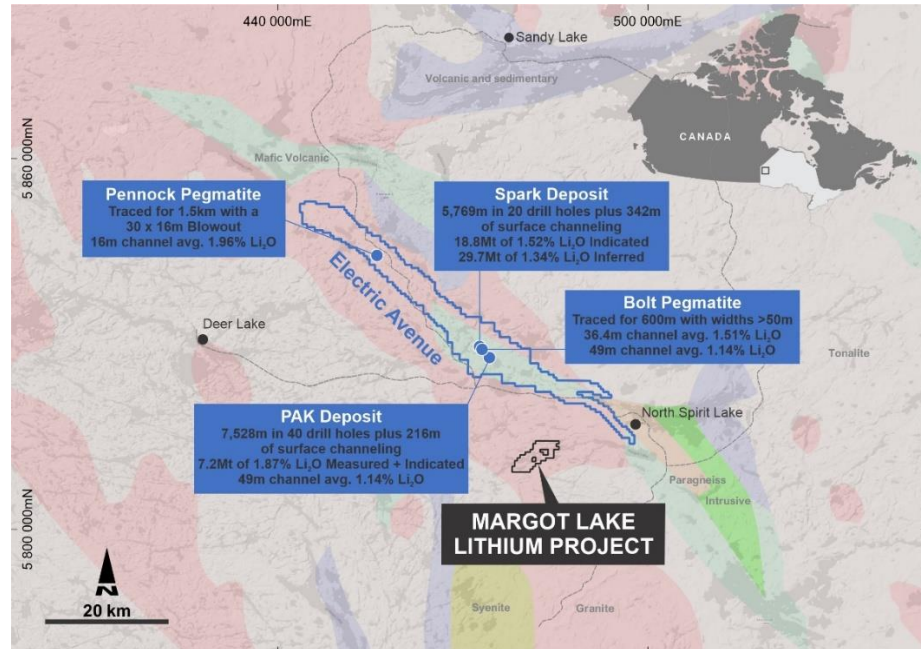 440 000mE
500 000mE
Sandy Lake
Volcanic and sedimentary
CANADA
5 860 000mN
Mafic Volcanic
Pennock Pegmatite
Traced for 1.5km with a
30 x 16m Blowout
16m channel avg. 1.96% Li₂O
Spark Deposit
5,769m in 20 drill holes plus 342m
of surface channeling
18.8Mt of 1.52% Li₂O Indicated
29.7Mt of 1.34% Li₂O Inferred
Electric Avenue
Bolt Pegmatite
Traced for 600m with widths >50m
36.4m channel avg. 1.51% Li₂O
49m channel avg. 1.14% Li₂O
Deer Lake
Tonalite
PAK Deposit
7,528m in 40 drill holes plus 216m
of surface channeling
7.2Mt of 1.87% Li₂O Measured + Indicated
49m channel avg. 1.14% Li₂O
North Spirit Lake
Paragneiss
Intrusive
MARGOT LAKE
LITHIUM PROJECT
5 800 000mN
N
20 km
Syenite
Granite